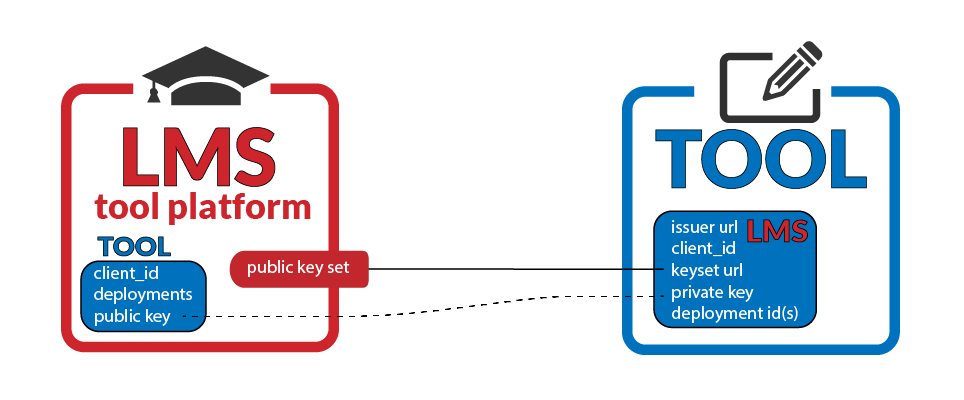 LMS
tool platform
TOOL
client_id
deployments
public key
public key set
TOOL
issuer url
LMS
client_id
keyset url
private key
deployment id(s)